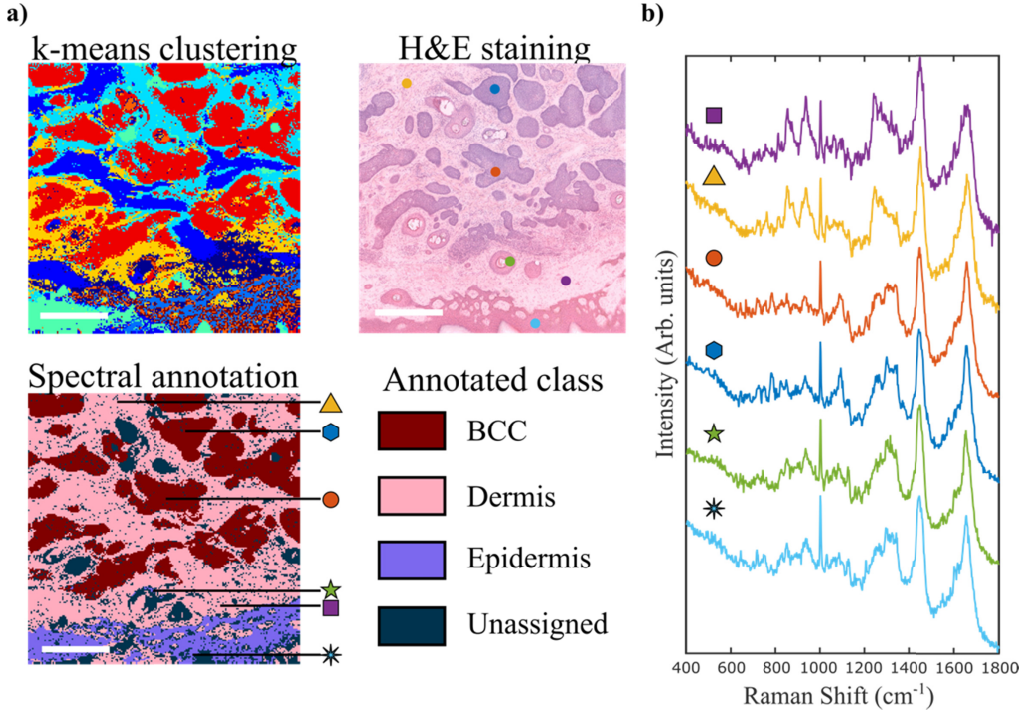 a)
b)
k-means clustering
H&E staining
Spectral annotation
Annotated class
BCC
Dermis
Epidermis
Unassigned
Intensity (Arb. units)
400 600 800 1000 1200 1400 1600 1800
Raman Shift (cm⁻¹)